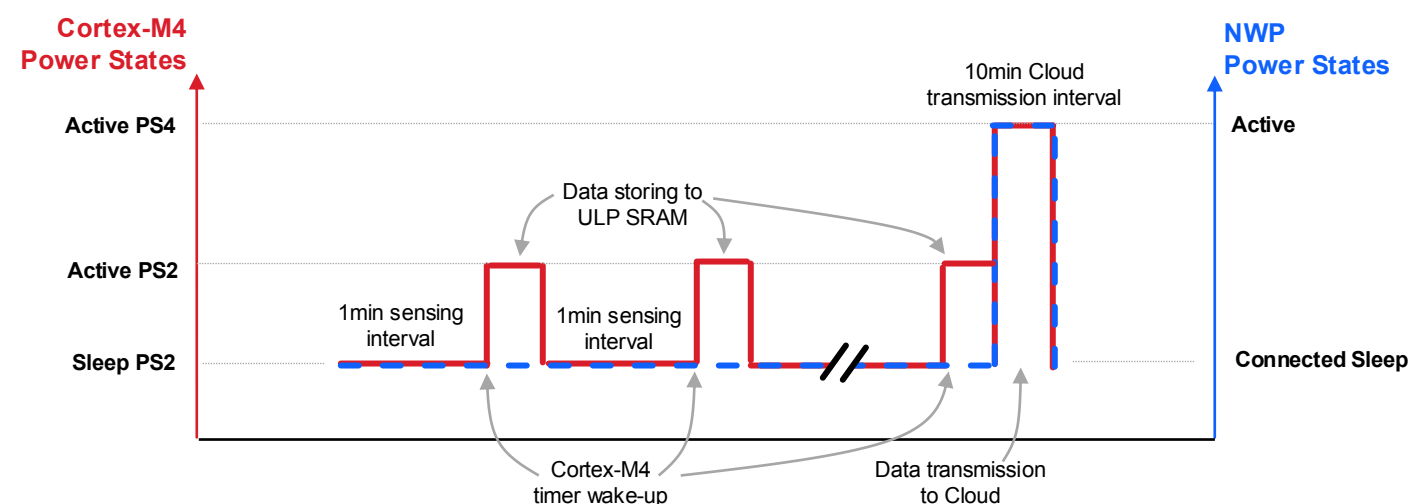 Cortex-M4
Power States
NWP
Power States
10min Cloud
transmission interval
Active PS4
Active
Data storing to
ULP SRAM
Active PS2
1min sensing
interval
1min sensing
interval
Sleep PS2
Connected Sleep
Cortex-M4
timer wake-up
Data transmission
to Cloud